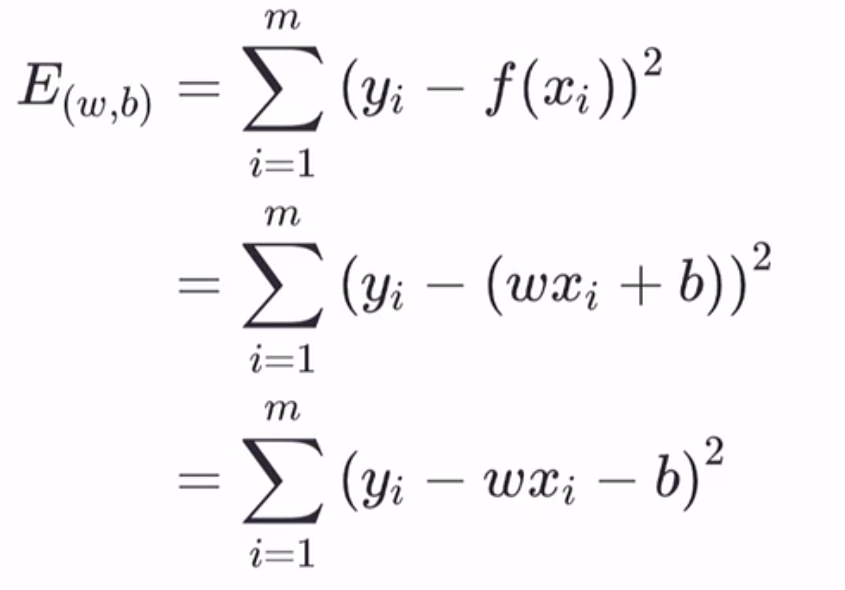 $E_{(w,b)} = \sum_{i=1}^{m} (y_i - f(x_i))^2$
$= \sum_{i=1}^{m} (y_i - (wx_i + b))^2$
$= \sum_{i=1}^{m} (y_i - wx_i - b)^2$